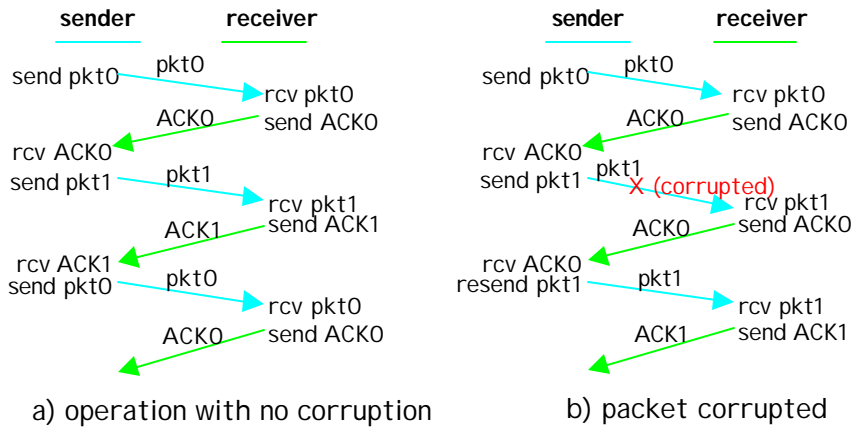 sender receiver
send pkt0 pkt0
rcv pkt0
ACK0 send ACK0
rcv ACK0
send pkt1 pkt1
rcv pkt1
ACK1 send ACK1
rcv ACK1
send pkt0 pkt0
rcv pkt0
ACK0 send ACK0
a) operation with no corruption
sender receiver
send pkt0 pkt0
rcv pkt0
ACK0 send ACK0
rcv ACK0
send pkt1 pkt1
X (corrupted)
rcv pkt1
ACK0 send ACK0
rcv ACK0
resend pkt1 pkt1
rcv pkt1
ACK1 send ACK1
b) packet corrupted